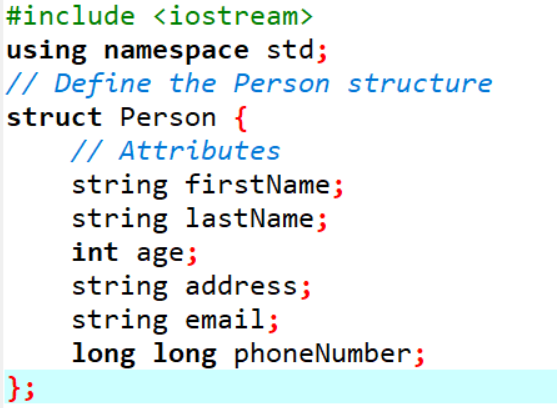 #include <iostream>
using namespace std;
// Define the Person structure
struct Person {
    // Attributes
    string firstName;
    string lastName;
    int age;
    string address;
    string email;
    long long phoneNumber;
};